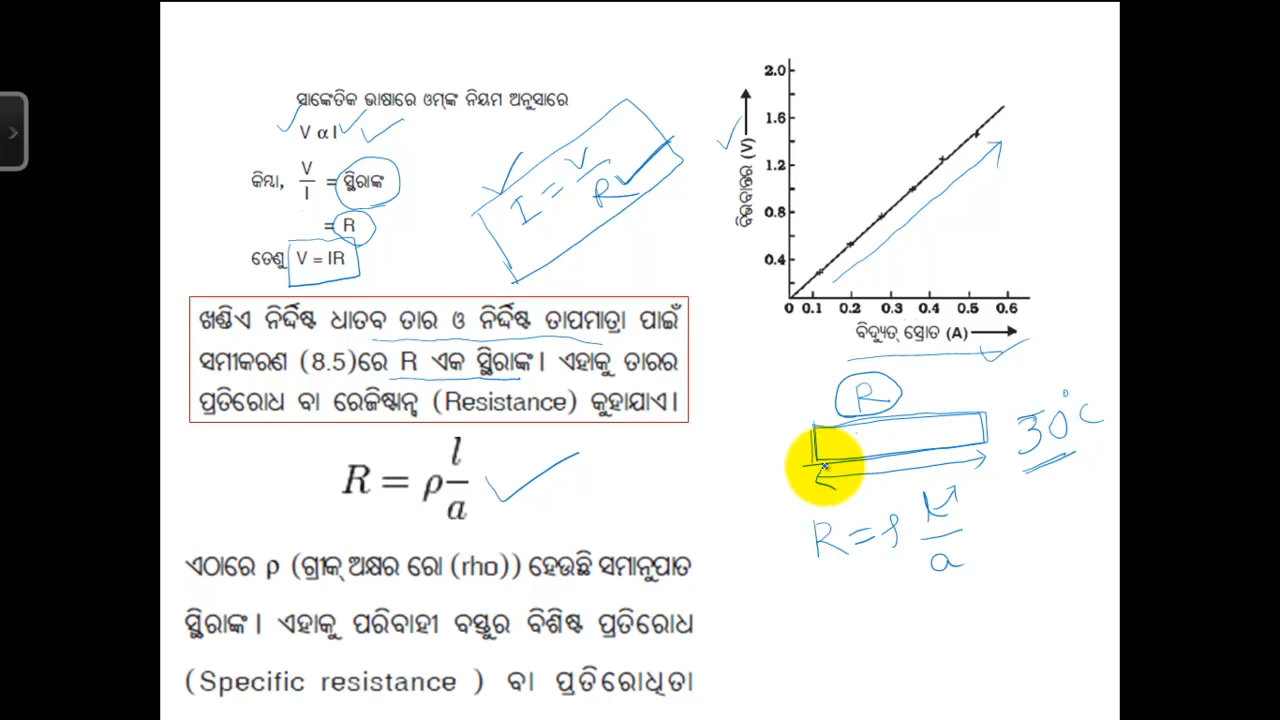 ସାଙ୍କେତିକ ଭାଷାରେ ଓମ୍‌ଙ୍କ ନିୟମ ଅନୁସାରେ
V α I
କିମ୍ବା, V/I = ସ୍ଥିରାଙ୍କ
= R
ତେଣୁ V = IR
I = V/R
ଖଣ୍ଡିଏ ନିର୍ଦ୍ଦିଷ୍ଟ ଧାତବ ତାର ଓ ନିର୍ଦ୍ଦିଷ୍ଟ ତାପମାତ୍ରା ପାଇଁ
ସମୀକରଣ (8.5)ରେ R ଏକ ସ୍ଥିରାଙ୍କ। ଏହାକୁ ତାରର
ପ୍ରତିରୋଧ ବା ରେଜିଷ୍ଟାନ୍ସ (Resistance) କୁହାଯାଏ।
R = ρ l/a
ଏଠାରେ ρ (ଗ୍ରୀକ୍ ଅକ୍ଷର ରୋ (rho)) ହେଉଛି ସମାନୁପାତ
ସ୍ଥିରାଙ୍କ। ଏହାକୁ ପରିବାହୀ ବସ୍ତୁର ବିଶିଷ୍ଟ ପ୍ରତିରୋଧ
(Specific resistance ) ବା ପ୍ରତିରୋଧିତା
2.0
1.6
1.2
0.8
0.4
ବିଭବାନ୍ତର (V)
0 0.1 0.2 0.3 0.4 0.5 0.6
ବିଦ୍ୟୁତ୍ ସ୍ରୋତ (A)
R
30°C
R = ρ l/a